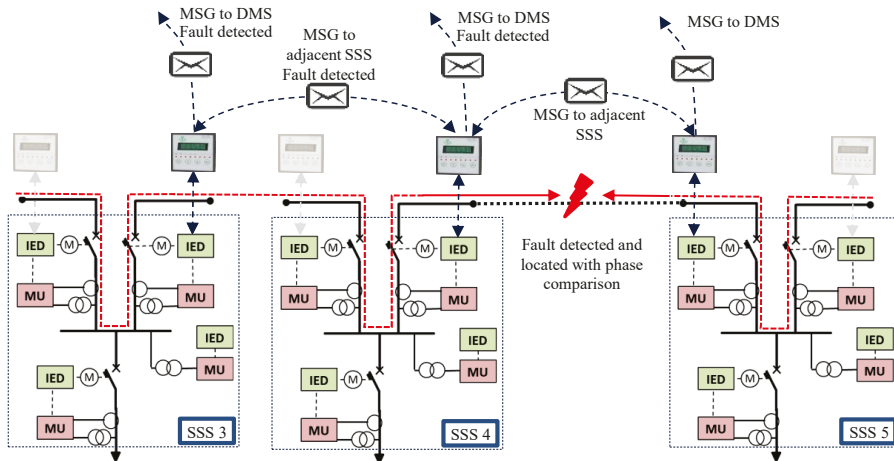 MSG to DMS
Fault detected
MSG to
adjacent SSS
Fault detected
MSG to DMS
Fault detected
MSG to adjacent
SSS
MSG to DMS
Fault detected and
located with phase
comparison
IED
M
M
IED
MU
MU
IED
MU
IED
M
MU
SSS 3
IED
M
M
IED
MU
MU
IED
MU
IED
M
MU
SSS 4
IED
M
M
IED
MU
MU
IED
MU
IED
M
MU
SSS 5